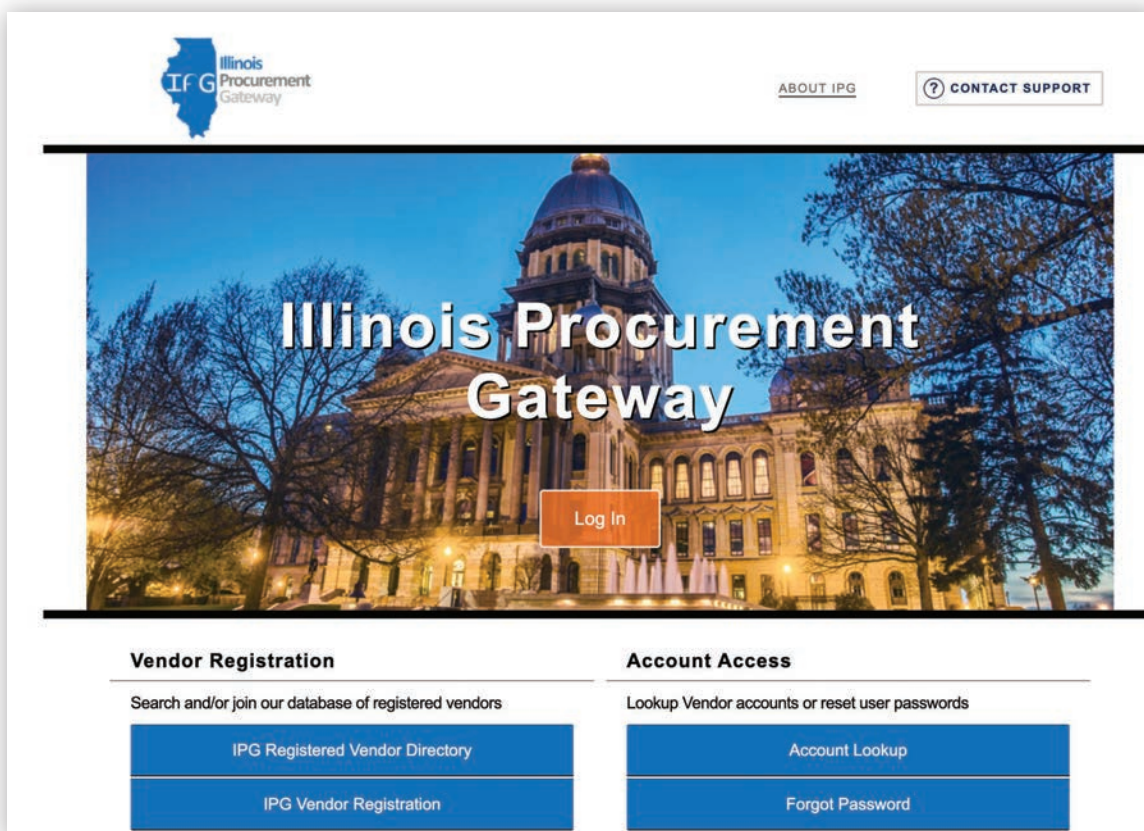 IPG
Illinois
Procurement
Gateway
ABOUT IPG
? CONTACT SUPPORT
Illinois Procurement
Gateway
Log In
Vendor Registration
Search and/or join our database of registered vendors
IPG Registered Vendor Directory
IPG Vendor Registration
Account Access
Lookup Vendor accounts or reset user passwords
Account Lookup
Forgot Password